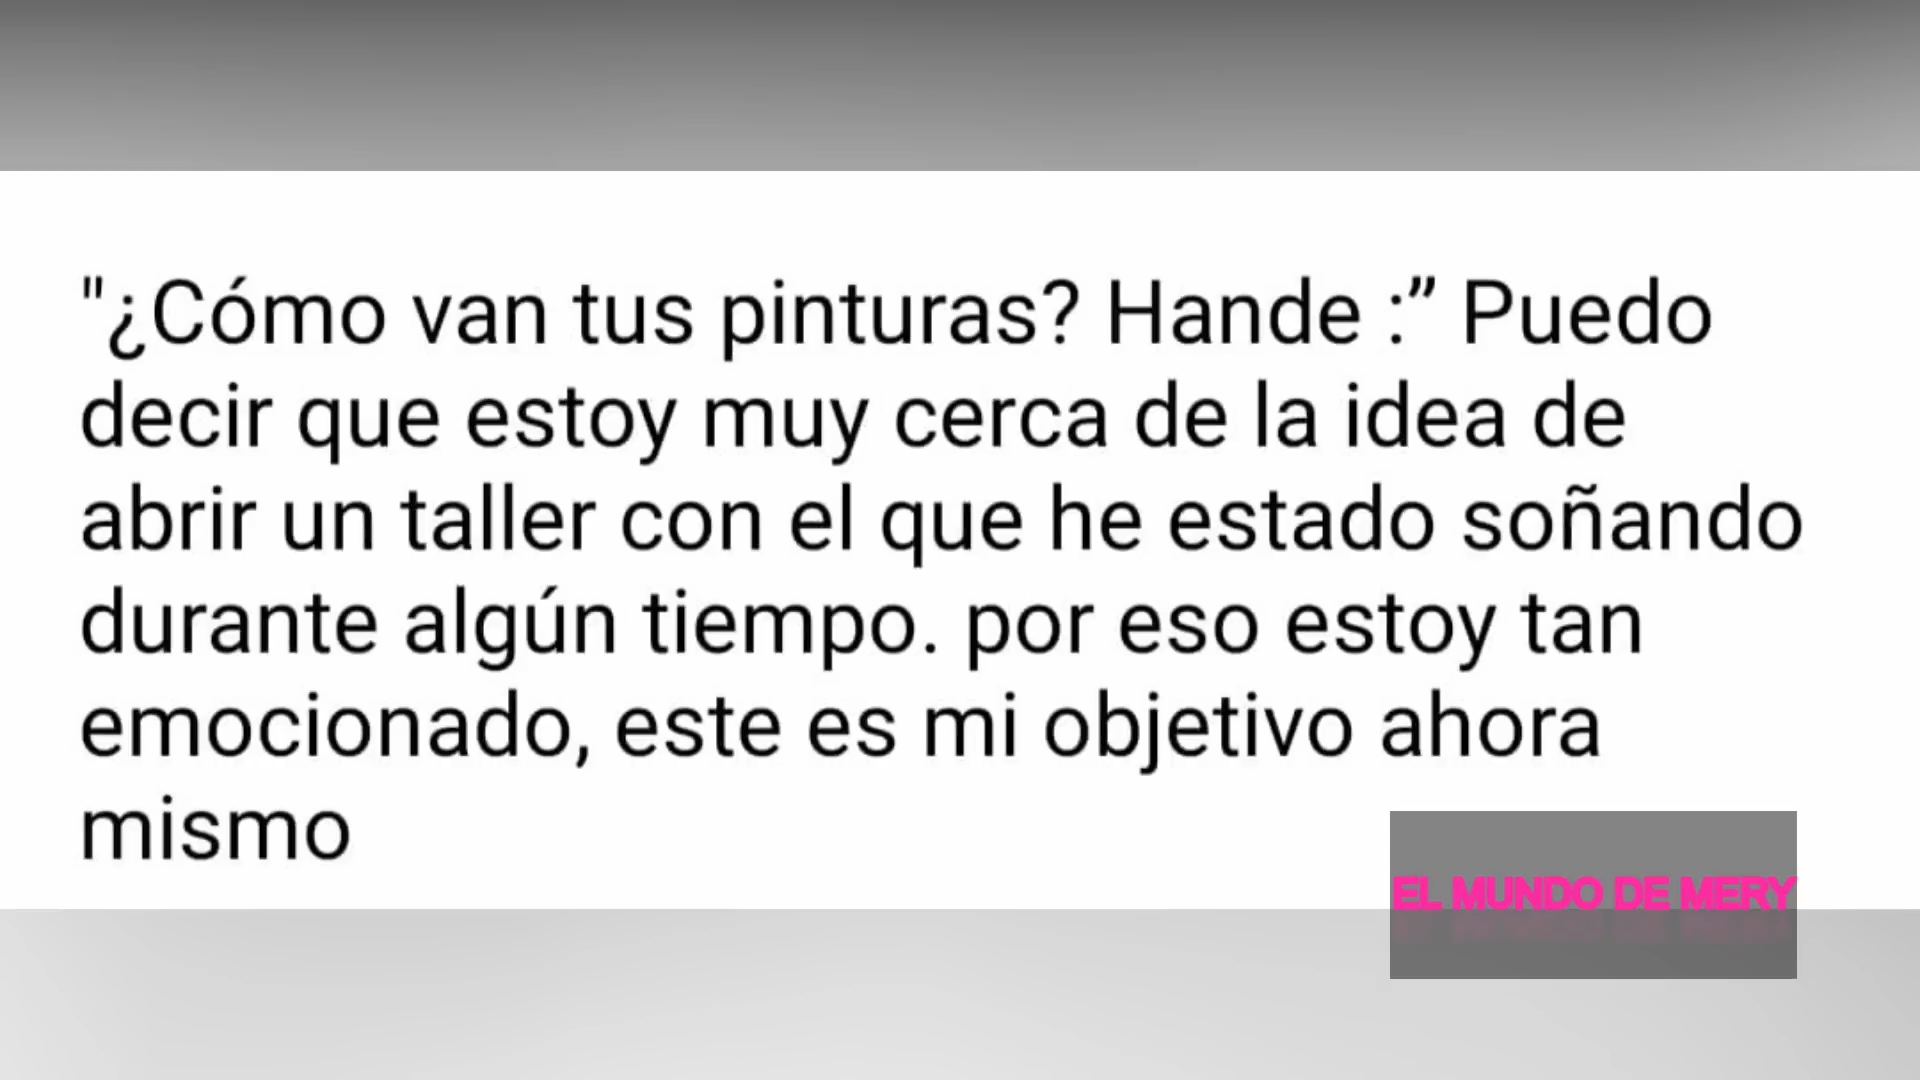 "¿Cómo van tus pinturas? Hande :” Puedo
decir que estoy muy cerca de la idea de
abrir un taller con el que he estado soñando
durante algún tiempo. por eso estoy tan
emocionado, este es mi objetivo ahora
mismo
EL MUNDO DE MERY